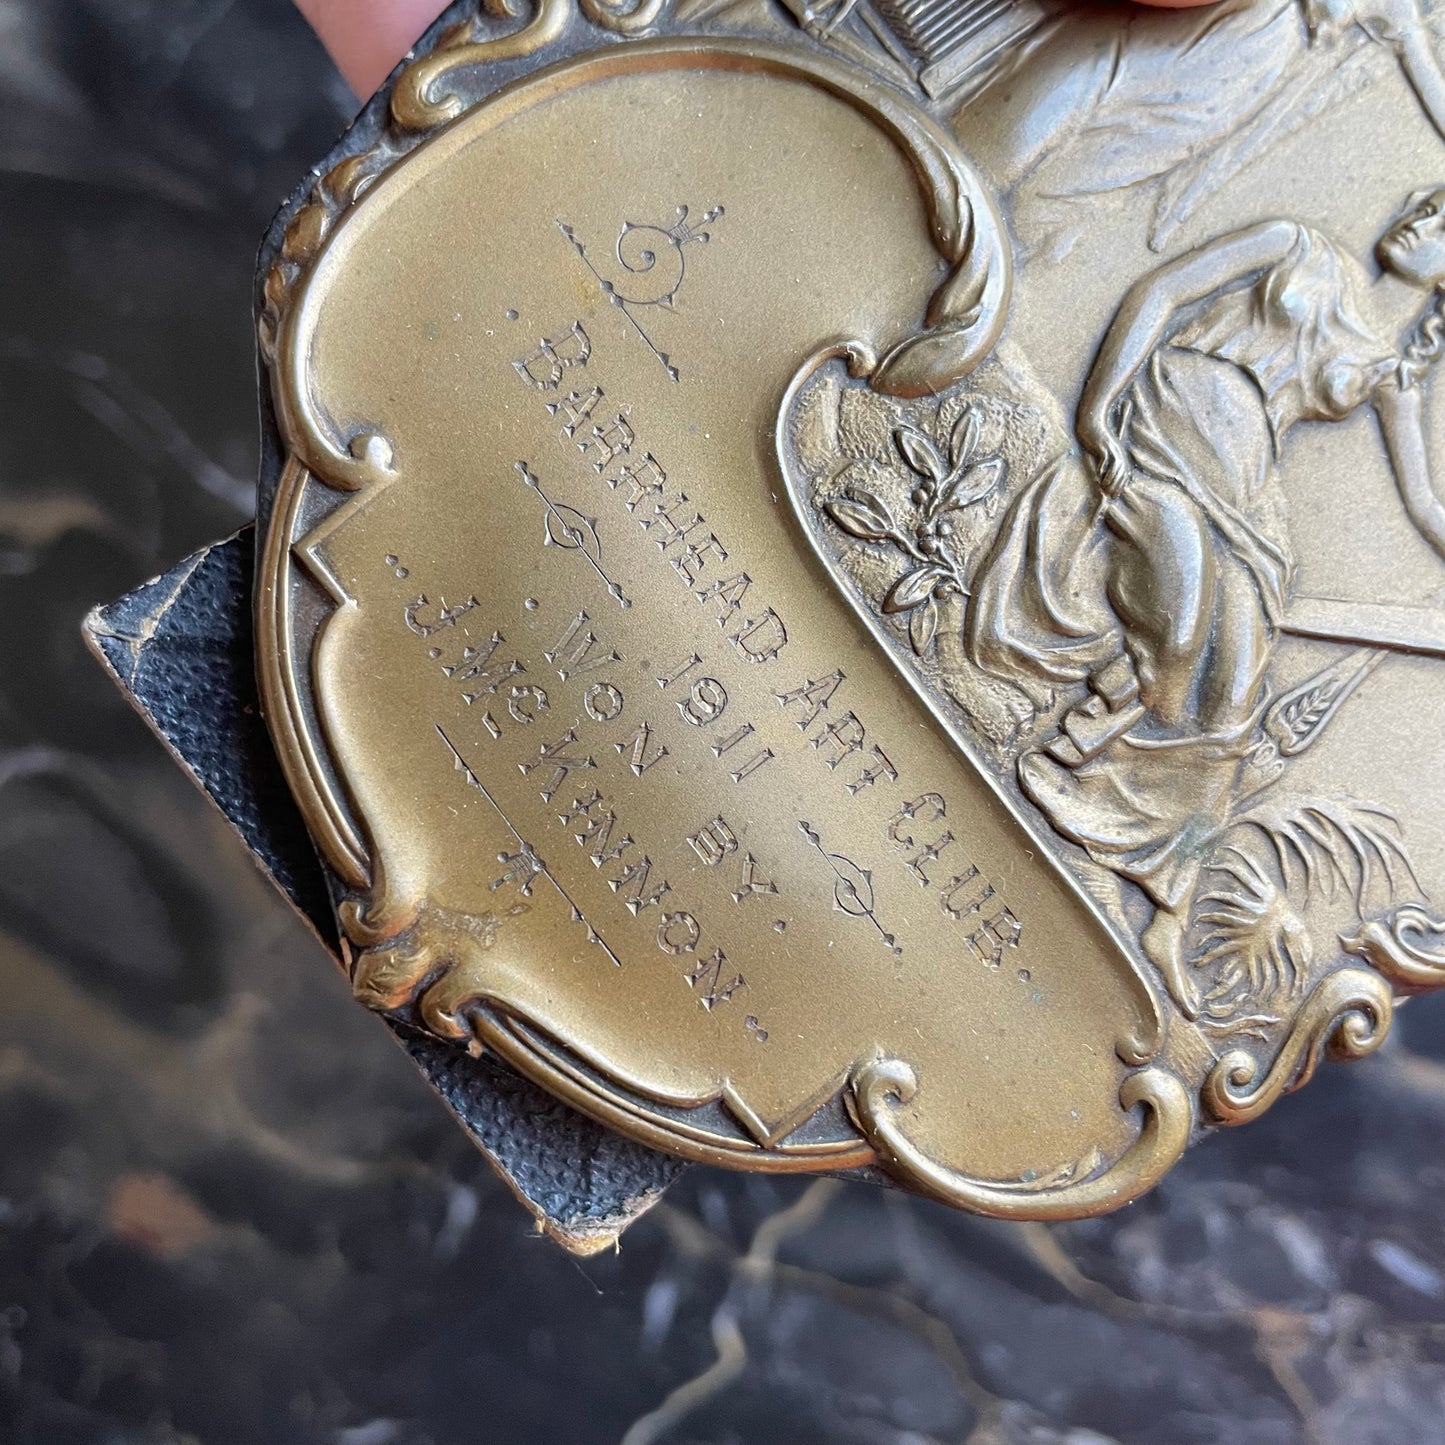 · BARRHEAD ART CLUB ·
1911
· WON BY ·
·· J. McKINNON ··